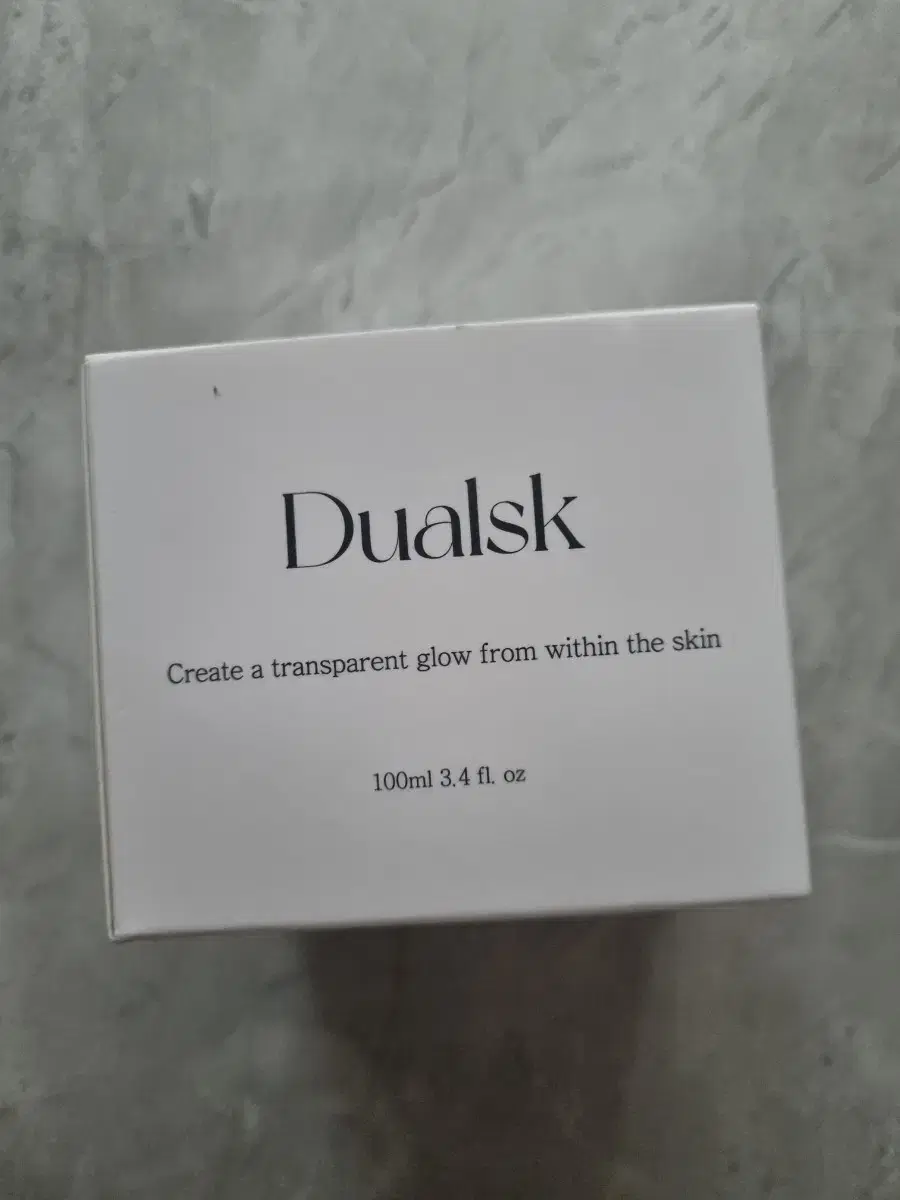 Dualsk
Create a transparent glow from within the skin
100ml 3.4 fl. oz